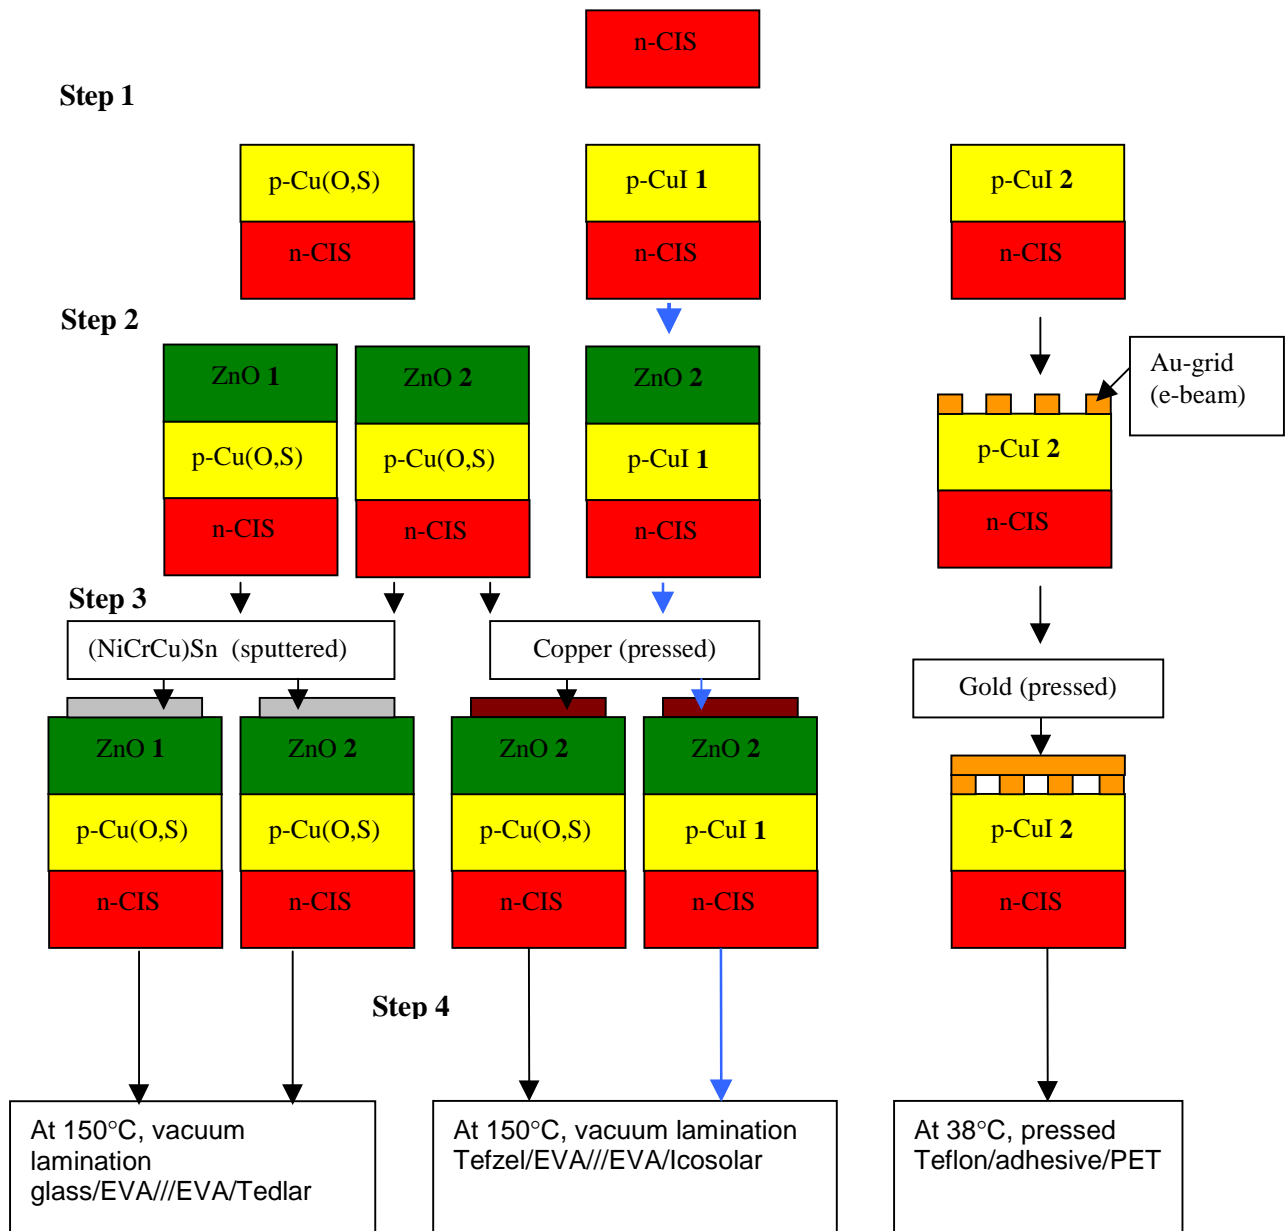 n-CIS
Step 1
p-Cu(O,S)
n-CIS
p-CuI 1
n-CIS
p-CuI 2
n-CIS
Step 2
ZnO 1
p-Cu(O,S)
n-CIS
ZnO 2
p-Cu(O,S)
n-CIS
ZnO 2
p-CuI 1
n-CIS
Au-grid
(e-beam)
p-CuI 2
n-CIS
Step 3
(NiCrCu)Sn (sputtered)
Copper (pressed)
Gold (pressed)
ZnO 1
p-Cu(O,S)
n-CIS
ZnO 2
p-Cu(O,S)
n-CIS
ZnO 2
p-Cu(O,S)
n-CIS
ZnO 2
p-CuI 1
n-CIS
p-CuI 2
n-CIS
Step 4
At 150°C, vacuum
lamination
glass/EVA///EVA/Tedlar
At 150°C, vacuum lamination
Tefzel/EVA///EVA/Icosolar
At 38°C, pressed
Teflon/adhesive/PET